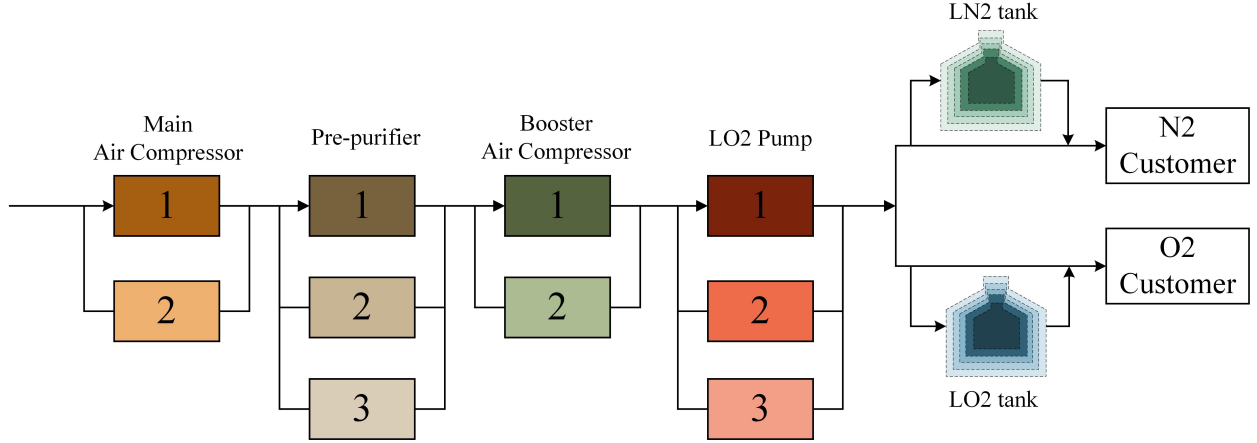 LN2 tank
Main
Air Compressor
Pre-purifier
Booster
Air Compressor
LO2 Pump
N2
Customer
1
1
1
1
2
2
2
2
3
3
O2
Customer
LO2 tank